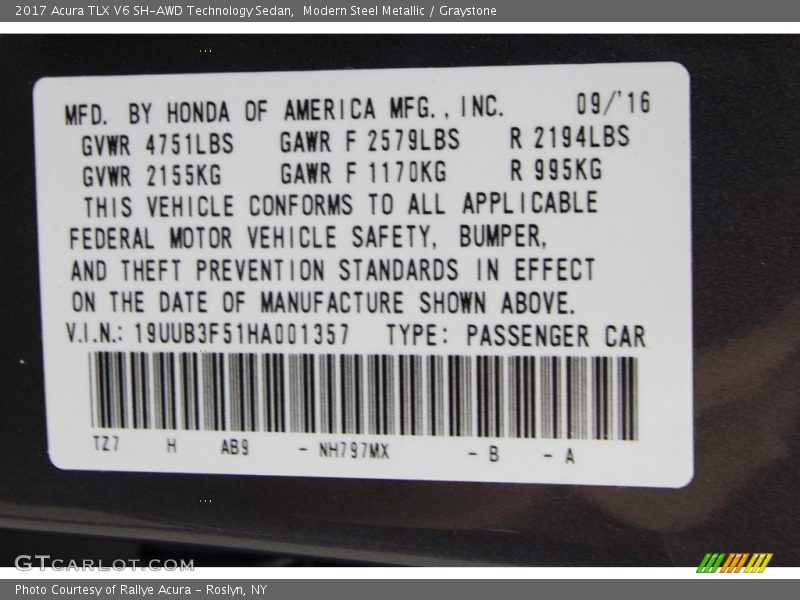 2017 Acura TLX V6 SH-AWD Technology Sedan,  Modern Steel Metallic / Graystone
MFD. BY HONDA OF AMERICA MFG., INC. 09/'16
GVWR 4751LBS GAWR F 2579LBS R 2194LBS
GVWR 2155KG GAWR F 1170KG R 995KG
THIS VEHICLE CONFORMS TO ALL APPLICABLE
FEDERAL MOTOR VEHICLE SAFETY, BUMPER,
AND THEFT PREVENTION STANDARDS IN EFFECT
ON THE DATE OF MANUFACTURE SHOWN ABOVE.
V.I.N.: 19UUB3F51HA001357 TYPE: PASSENGER CAR
TZ7 H AB9 - NH797MX - B - A
GTCARLOT.COM
Photo Courtesy of Rallye Acura - Roslyn, NY